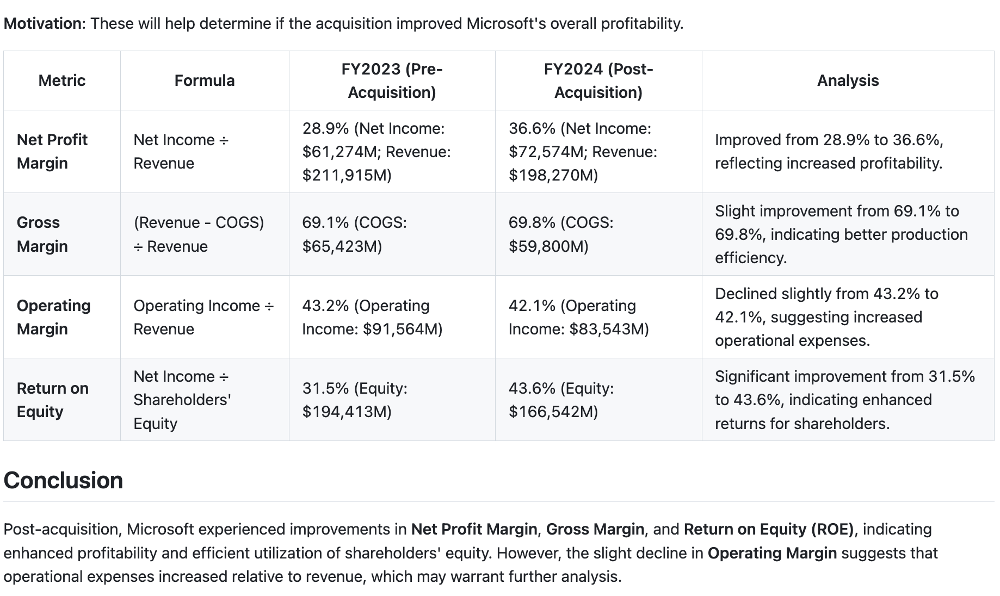 Motivation: These will help determine if the acquisition improved Microsoft's overall profitability.
Metric
Formula
FY2023 (Pre-
Acquisition)
FY2024 (Post-
Acquisition)
Analysis
Net Profit
Margin
Net Income ÷
Revenue
28.9% (Net Income:
$61,274M; Revenue:
$211,915M)
36.6% (Net Income:
$72,574M; Revenue:
$198,270M)
Improved from 28.9% to 36.6%,
reflecting increased profitability.
Gross
Margin
(Revenue - COGS)
÷ Revenue
69.1% (COGS:
$65,423M)
69.8% (COGS:
$59,800M)
Slight improvement from 69.1% to
69.8%, indicating better production
efficiency.
Operating
Margin
Operating Income ÷
Revenue
43.2% (Operating
Income: $91,564M)
42.1% (Operating
Income: $83,543M)
Declined slightly from 43.2% to
42.1%, suggesting increased
operational expenses.
Return on
Equity
Net Income ÷
Shareholders'
Equity
31.5% (Equity:
$194,413M)
43.6% (Equity:
$166,542M)
Significant improvement from 31.5%
to 43.6%, indicating enhanced
returns for shareholders.
Conclusion
Post-acquisition, Microsoft experienced improvements in Net Profit Margin, Gross Margin, and Return on Equity (ROE), indicating
enhanced profitability and efficient utilization of shareholders' equity. However, the slight decline in Operating Margin suggests that
operational expenses increased relative to revenue, which may warrant further analysis.